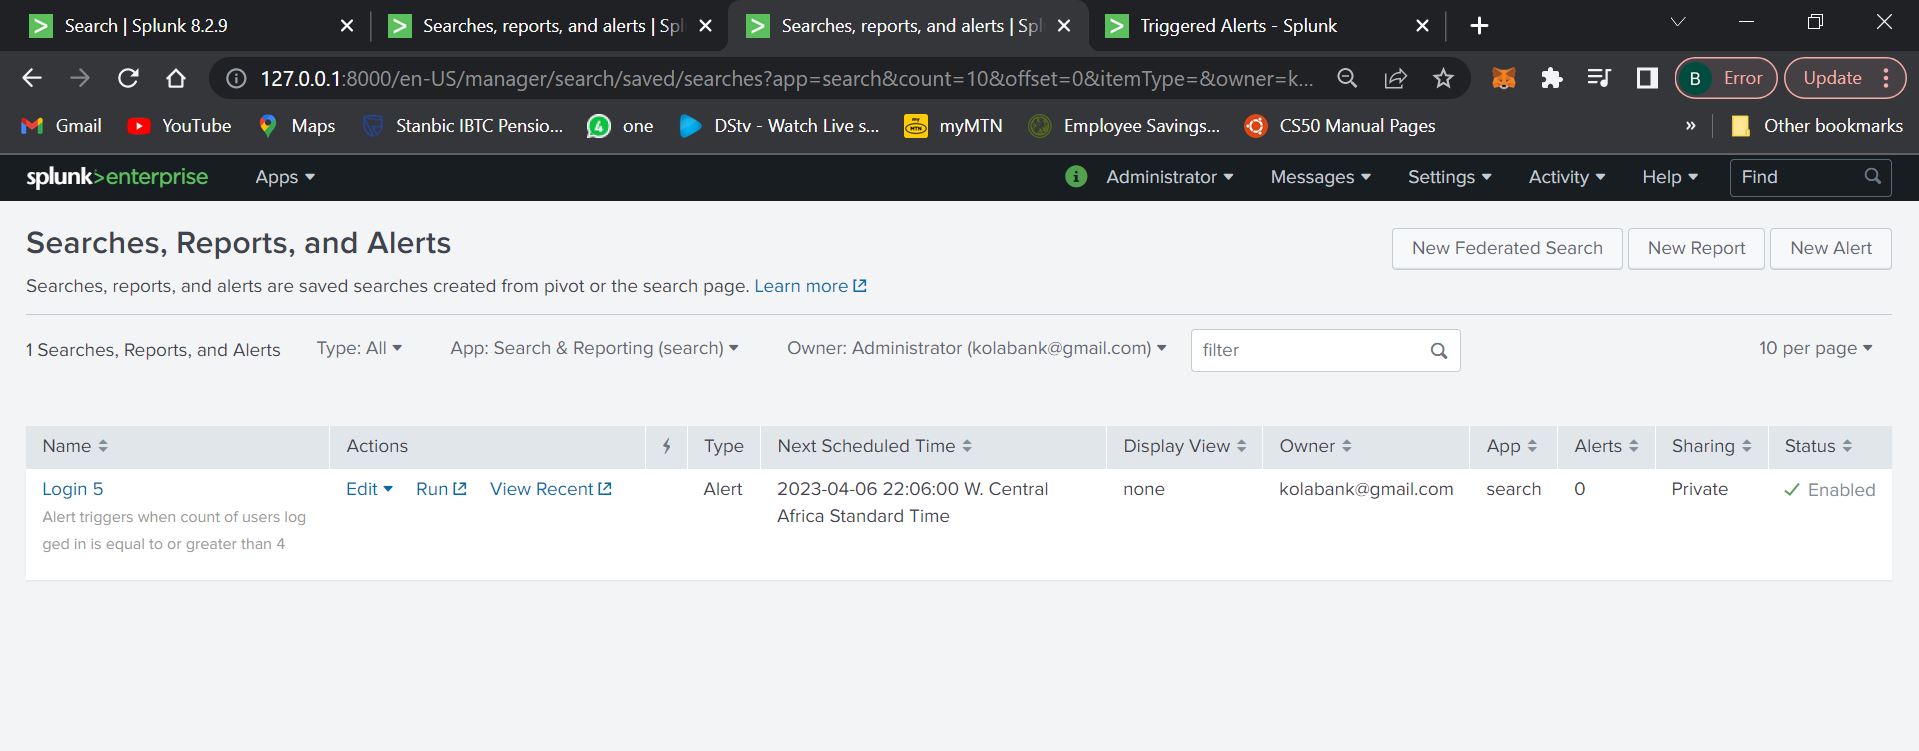 Search | Splunk 8.2.9
Searches, reports, and alerts | Spl
Searches, reports, and alerts | Spl
Triggered Alerts - Splunk
127.0.0.1:8000/en-US/manager/search/saved/searches?app=search&count=10&offset=0&itemType=&owner=k...
B Error
Update
Gmail
YouTube
Maps
Stanbic IBTC Pensio...
4 one
DStv - Watch Live s...
my MTN myMTN
Employee Savings...
CS50 Manual Pages
»
Other bookmarks
splunk>enterprise
Apps
i Administrator
Messages
Settings
Activity
Help
Find
Searches, Reports, and Alerts
New Federated Search
New Report
New Alert
Searches, reports, and alerts are saved searches created from pivot or the search page. Learn more
1 Searches, Reports, and Alerts
Type: All
App: Search & Reporting (search)
Owner: Administrator (kolabank@gmail.com)
filter
10 per page
Name Actions Type Next Scheduled Time Display View Owner App Alerts Sharing Status
Login 5 Edit Run View Recent Alert 2023-04-06 22:06:00 W. Central none kolabank@gmail.com search 0 Private Enabled
Alert triggers when count of users log Africa Standard Time
ged in is equal to or greater than 4